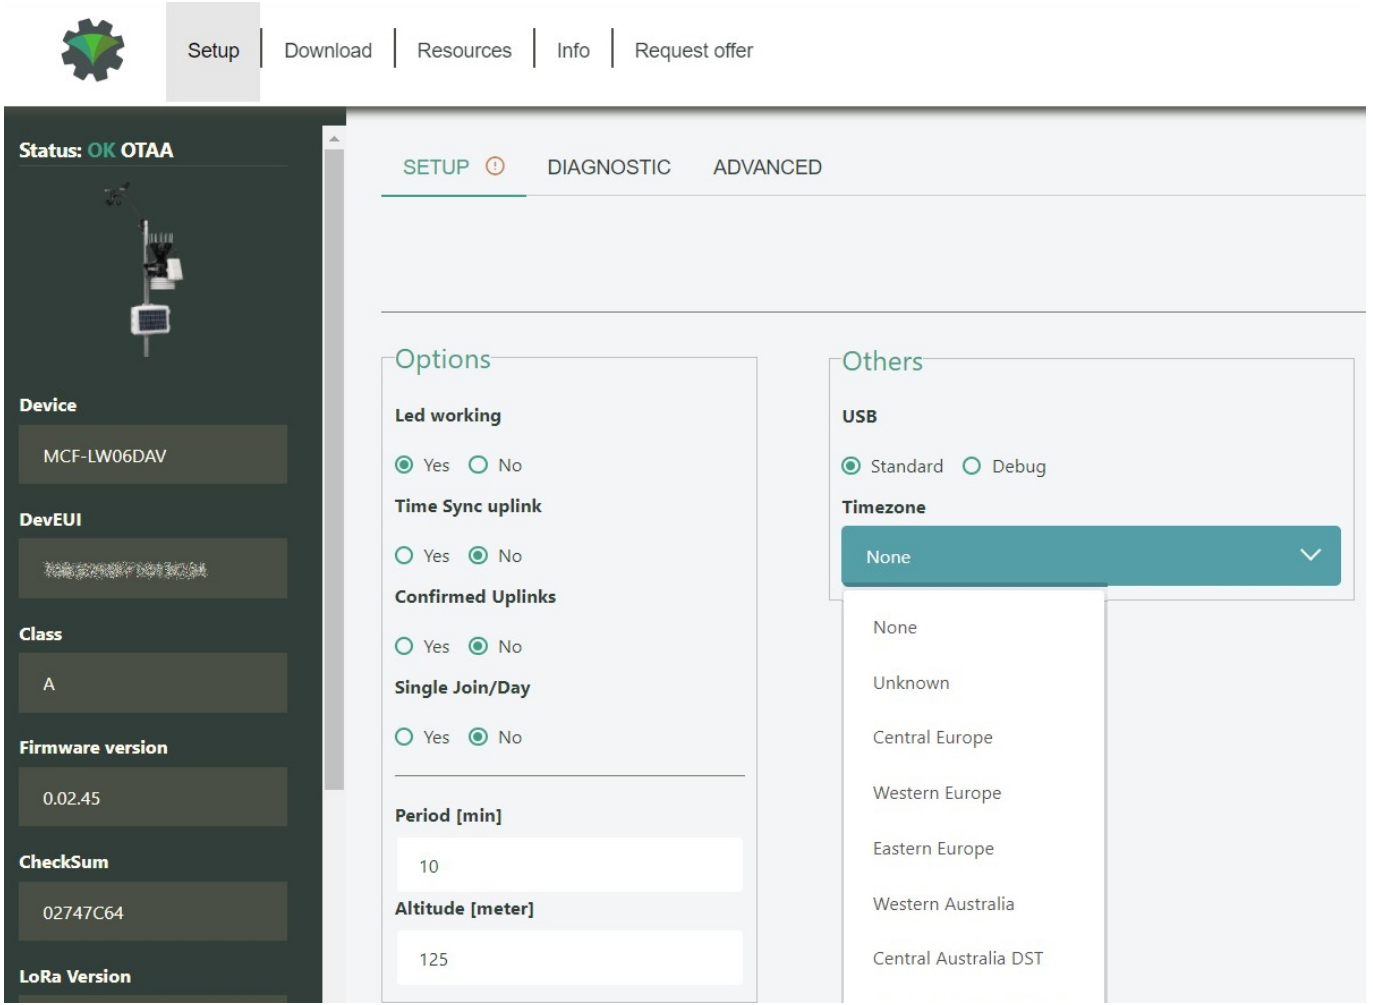 Setup Download Resources Info Request offer
Status: OK OTAA
Device
MCF-LW06DAV
DevEUI
Class
A
Firmware version
0.02.45
CheckSum
02747C64
LoRa Version
SETUP DIAGNOSTIC ADVANCED
Options
Led working
Yes No
Time Sync uplink
Yes No
Confirmed Uplinks
Yes No
Single Join/Day
Yes No
Period [min]
10
Altitude [meter]
125
Others
USB
Standard Debug
Timezone
None
None
Unknown
Central Europe
Western Europe
Eastern Europe
Western Australia
Central Australia DST